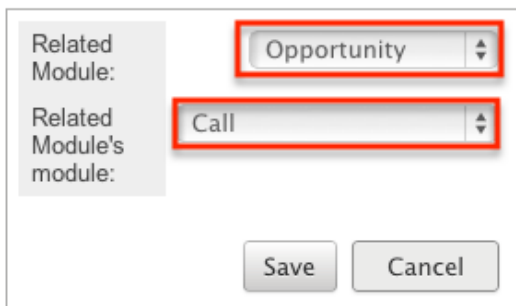 Related
Module:
Opportunity
Related
Module's
module:
Call
Save
Cancel